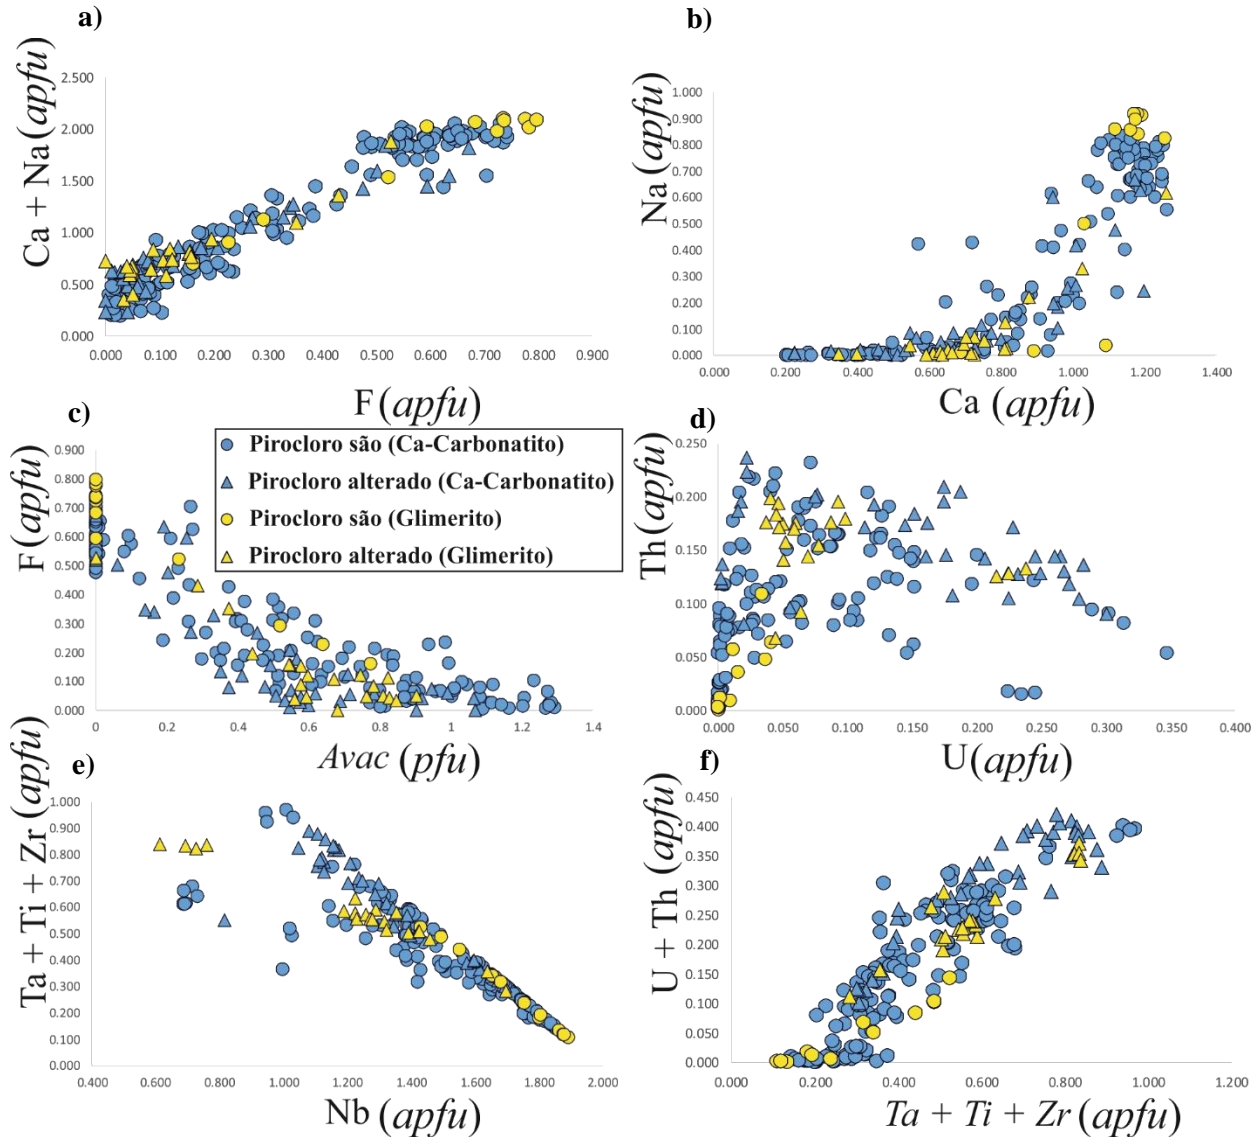 a)
Ca + Na (apfu)
2.500
2.000
1.500
1.000
0.500
0.000
0.000 0.100 0.200 0.300 0.400 0.500 0.600 0.700 0.800 0.900
F (apfu)
b)
Na (apfu)
1.000
0.900
0.800
0.700
0.600
0.500
0.400
0.300
0.200
0.100
0.000
0.000 0.200 0.400 0.600 0.800 1.000 1.200 1.400
Ca (apfu)
c)
F (apfu)
0.900
0.800
0.700
0.600
0.500
0.400
0.300
0.200
0.100
0.000
0 0.2 0.4 0.6 0.8 1 1.2 1.4
Avac (pfu)
Pirocloro são (Ca-Carbonatito)
Pirocloro alterado (Ca-Carbonatito)
Pirocloro são (Glimerito)
Pirocloro alterado (Glimerito)
d)
Th (apfu)
0.250
0.200
0.150
0.100
0.050
0.000
0.000 0.050 0.100 0.150 0.200 0.250 0.300 0.400
U (apfu)
e)
Ta + Ti + Zr (apfu)
1.000
0.900
0.800
0.700
0.600
0.500
0.400
0.300
0.200
0.100
0.000
0.400 0.600 0.800 1.000 1.200 1.400 1.600 1.800 2.000
Nb (apfu)
f)
U + Th (apfu)
0.450
0.400
0.350
0.300
0.250
0.200
0.150
0.100
0.050
0.000
0.000 0.200 0.400 0.600 0.800 1.000 1.200
Ta + Ti + Zr (apfu)